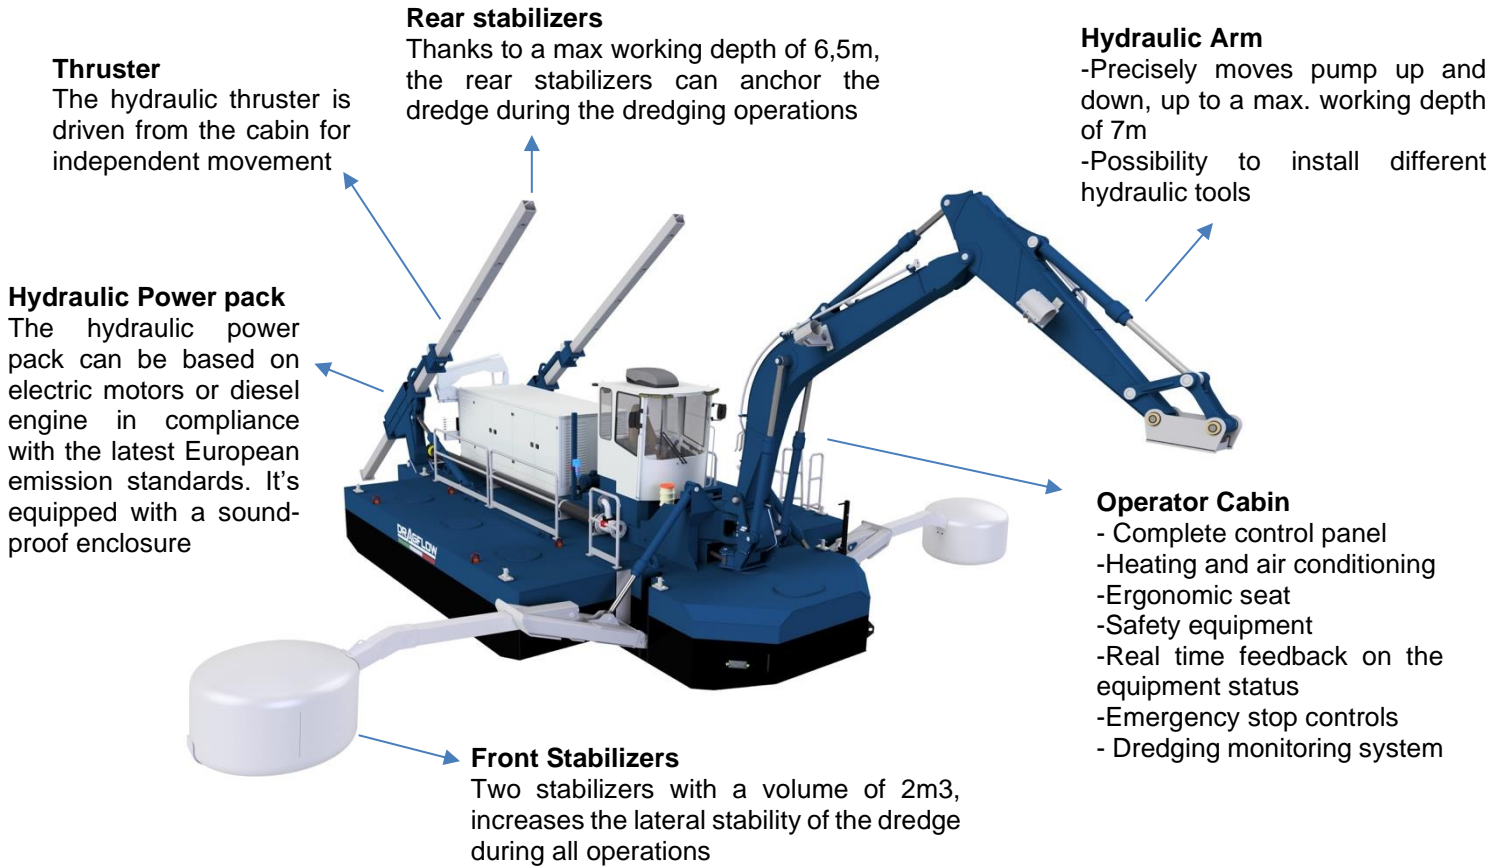 Rear stabilizers
Thanks to a max working depth of 6,5m,
the rear stabilizers can anchor the
dredge during the dredging operations
Hydraulic Arm
-Precisely moves pump up and
down, up to a max. working depth
of 7m
-Possibility to install different
hydraulic tools
Thruster
The hydraulic thruster is
driven from the cabin for
independent movement
Hydraulic Power pack
The hydraulic power
pack can be based on
electric motors or diesel
engine in compliance
with the latest European
emission standards. It’s
equipped with a sound-
proof enclosure
DRAGFLOW
Operator Cabin
- Complete control panel
-Heating and air conditioning
-Ergonomic seat
-Safety equipment
-Real time feedback on the
equipment status
-Emergency stop controls
- Dredging monitoring system
Front Stabilizers
Two stabilizers with a volume of 2m3,
increases the lateral stability of the dredge
during all operations